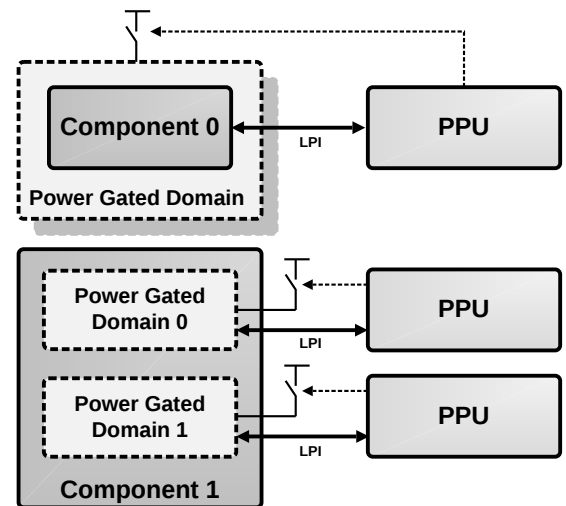 Component 0
LPI
PPU
Power Gated Domain
Power Gated
Domain 0
LPI
PPU
Power Gated
Domain 1
LPI
PPU
Component 1